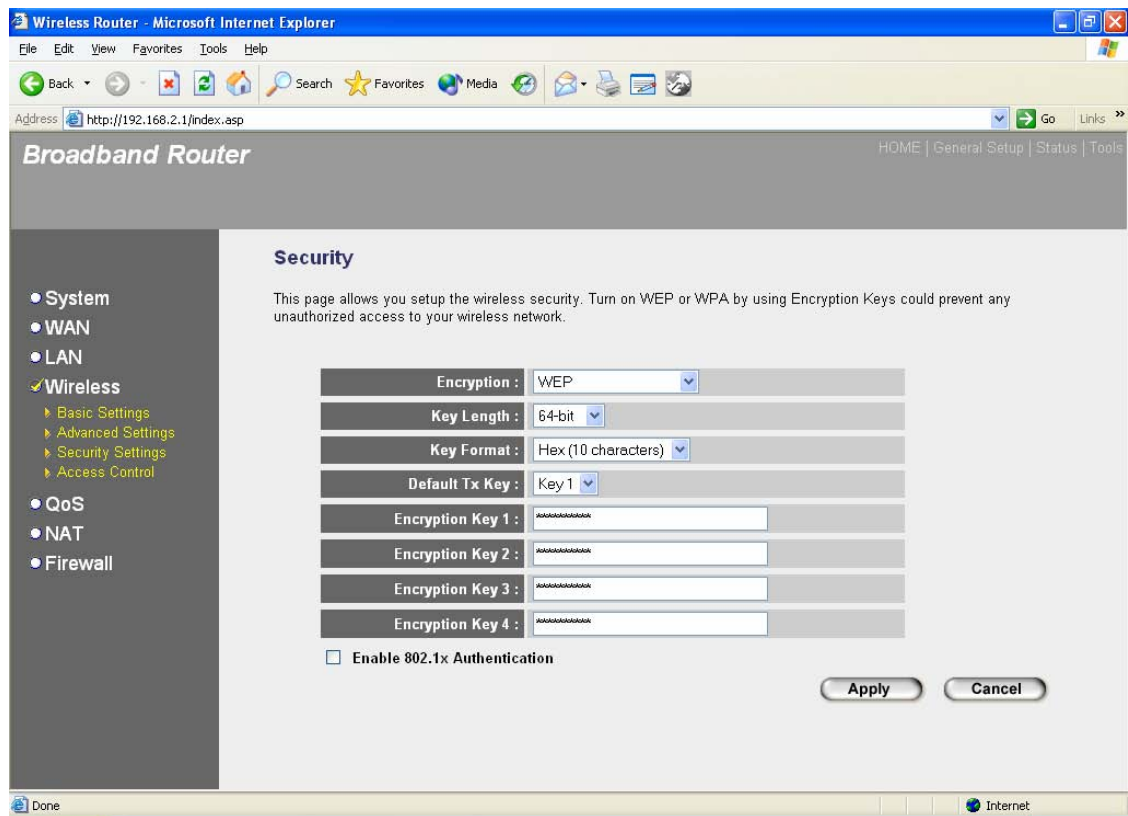 Wireless Router - Microsoft Internet Explorer
File Edit View Favorites Tools Help
Back Search Favorites Media
Address http://192.168.2.1/index.asp Go Links »
Broadband Router
HOME | General Setup | Status | Tools
System
WAN
LAN
Wireless
Basic Settings
Advanced Settings
Security Settings
Access Control
QoS
NAT
Firewall
Security
This page allows you setup the wireless security. Turn on WEP or WPA by using Encryption Keys could prevent any
unauthorized access to your wireless network.
Encryption : WEP
Key Length : 64-bit
Key Format : Hex (10 characters)
Default Tx Key : Key 1
Encryption Key 1 : **********
Encryption Key 2 : **********
Encryption Key 3 : **********
Encryption Key 4 : **********
Enable 802.1x Authentication
Apply Cancel
Done Internet